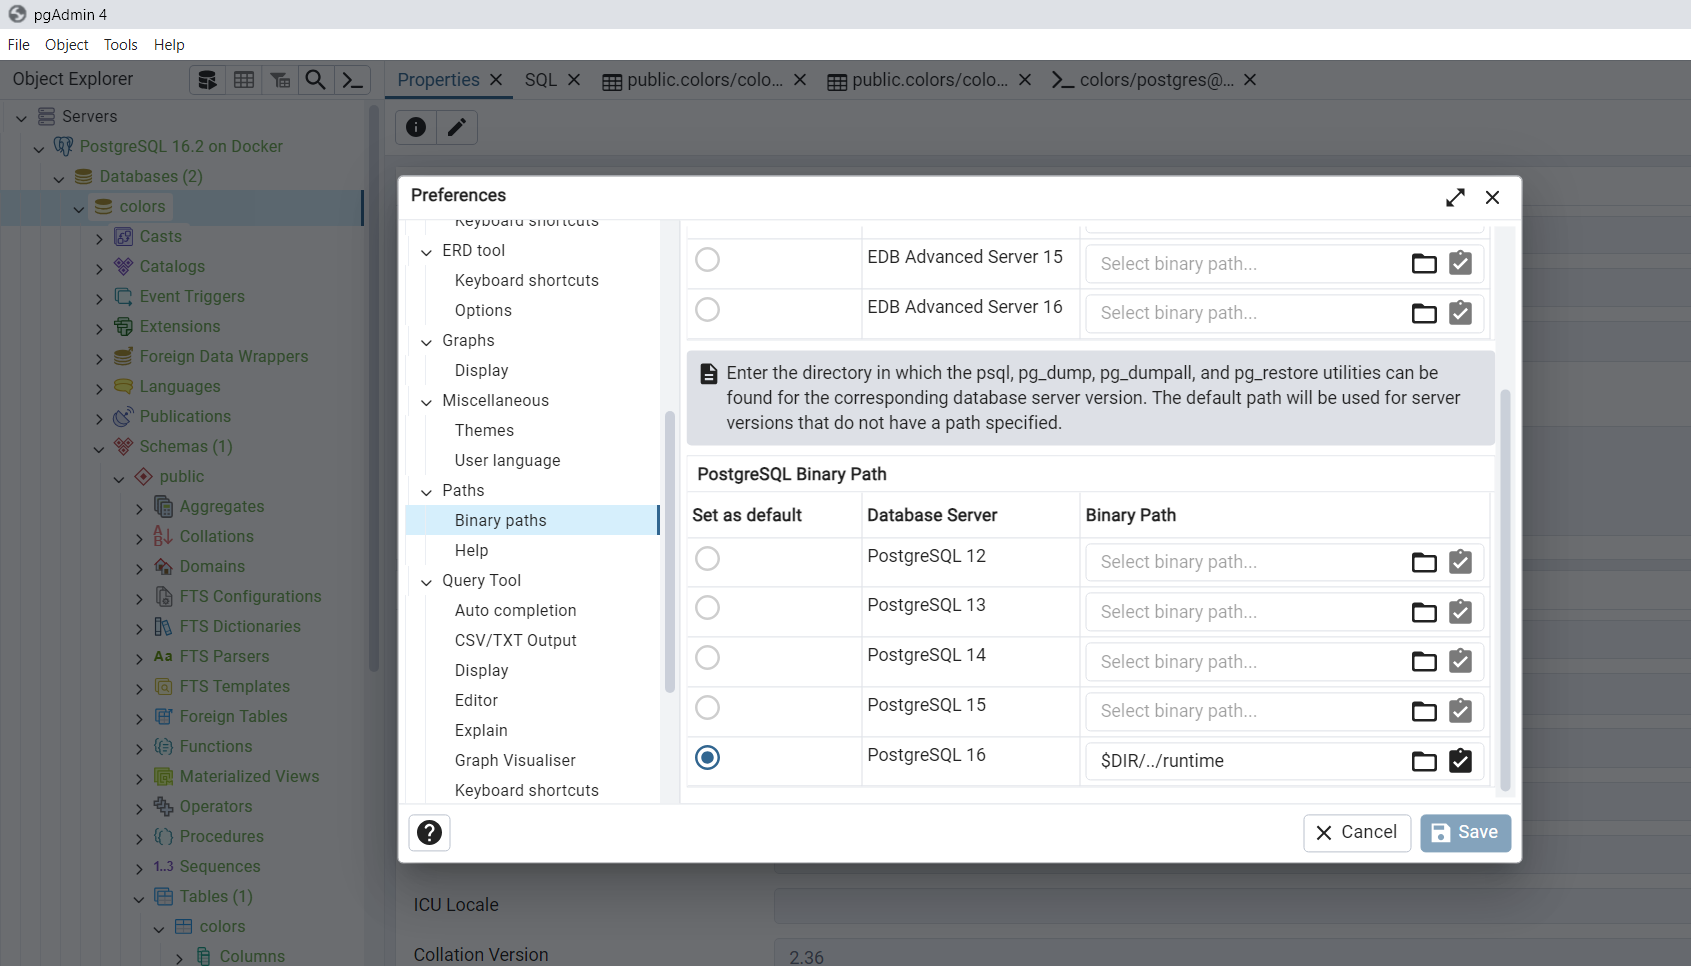 pgAdmin 4
File Object Tools Help
Object Explorer
Properties
SQL
public.colors/colo...
public.colors/colo...
colors/postgres@...
Servers
PostgreSQL 16.2 on Docker
Databases (2)
colors
Casts
Catalogs
Event Triggers
Extensions
Foreign Data Wrappers
Languages
Publications
Schemas (1)
public
Aggregates
Collations
Domains
FTS Configurations
FTS Dictionaries
Aa FTS Parsers
FTS Templates
Foreign Tables
Functions
Materialized Views
Operators
Procedures
1..3 Sequences
Tables (1)
colors
Columns
Preferences
Keyboard shortcuts
ERD tool
Keyboard shortcuts
Options
Graphs
Display
Miscellaneous
Themes
User language
Paths
Binary paths
Help
Query Tool
Auto completion
CSV/TXT Output
Display
Editor
Explain
Graph Visualiser
Keyboard shortcuts
EDB Advanced Server 15 Select binary path...
EDB Advanced Server 16 Select binary path...
Enter the directory in which the psql, pg_dump, pg_dumpall, and pg_restore utilities can be
found for the corresponding database server version. The default path will be used for server
versions that do not have a path specified.
PostgreSQL Binary Path
Set as default Database Server Binary Path
PostgreSQL 12 Select binary path...
PostgreSQL 13 Select binary path...
PostgreSQL 14 Select binary path...
PostgreSQL 15 Select binary path...
PostgreSQL 16 $DIR/../runtime
Cancel
Save
ICU Locale
Collation Version 2.36